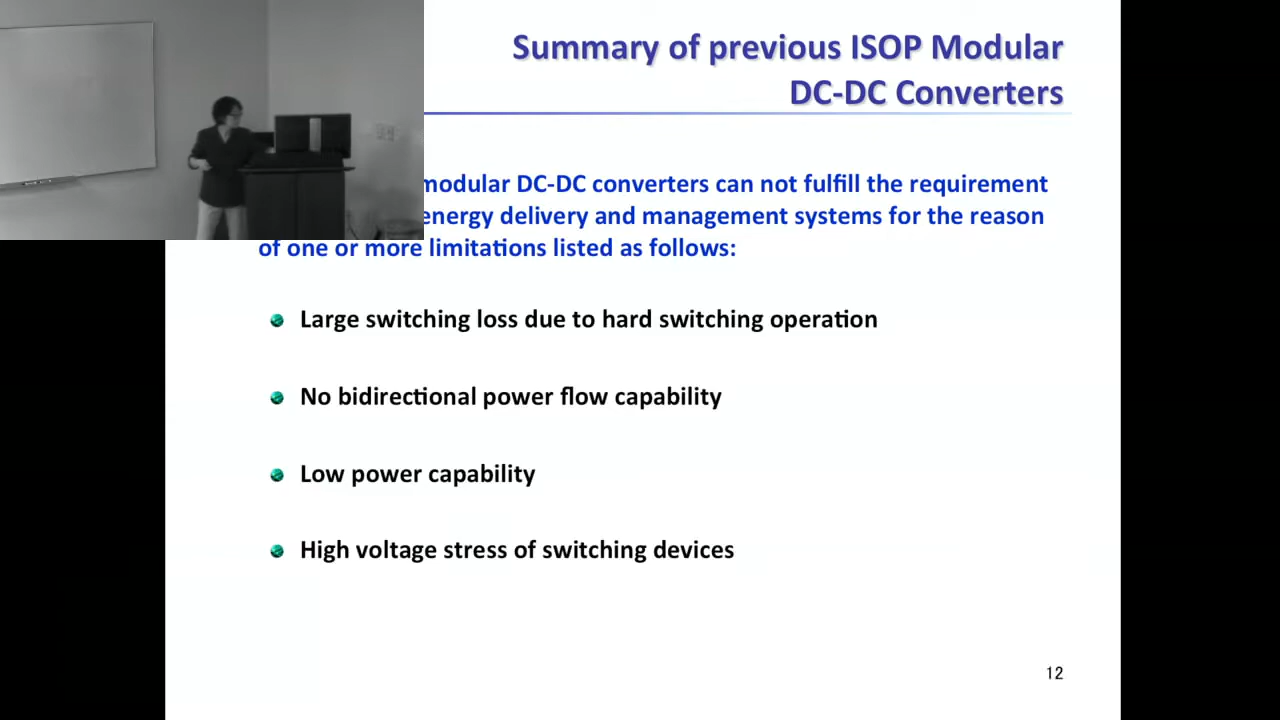 Summary of previous ISOP Modular
DC-DC Converters
modular DC-DC converters can not fulfill the requirement
energy delivery and management systems for the reason
of one or more limitations listed as follows:
Large switching loss due to hard switching operation
No bidirectional power flow capability
Low power capability
High voltage stress of switching devices
12